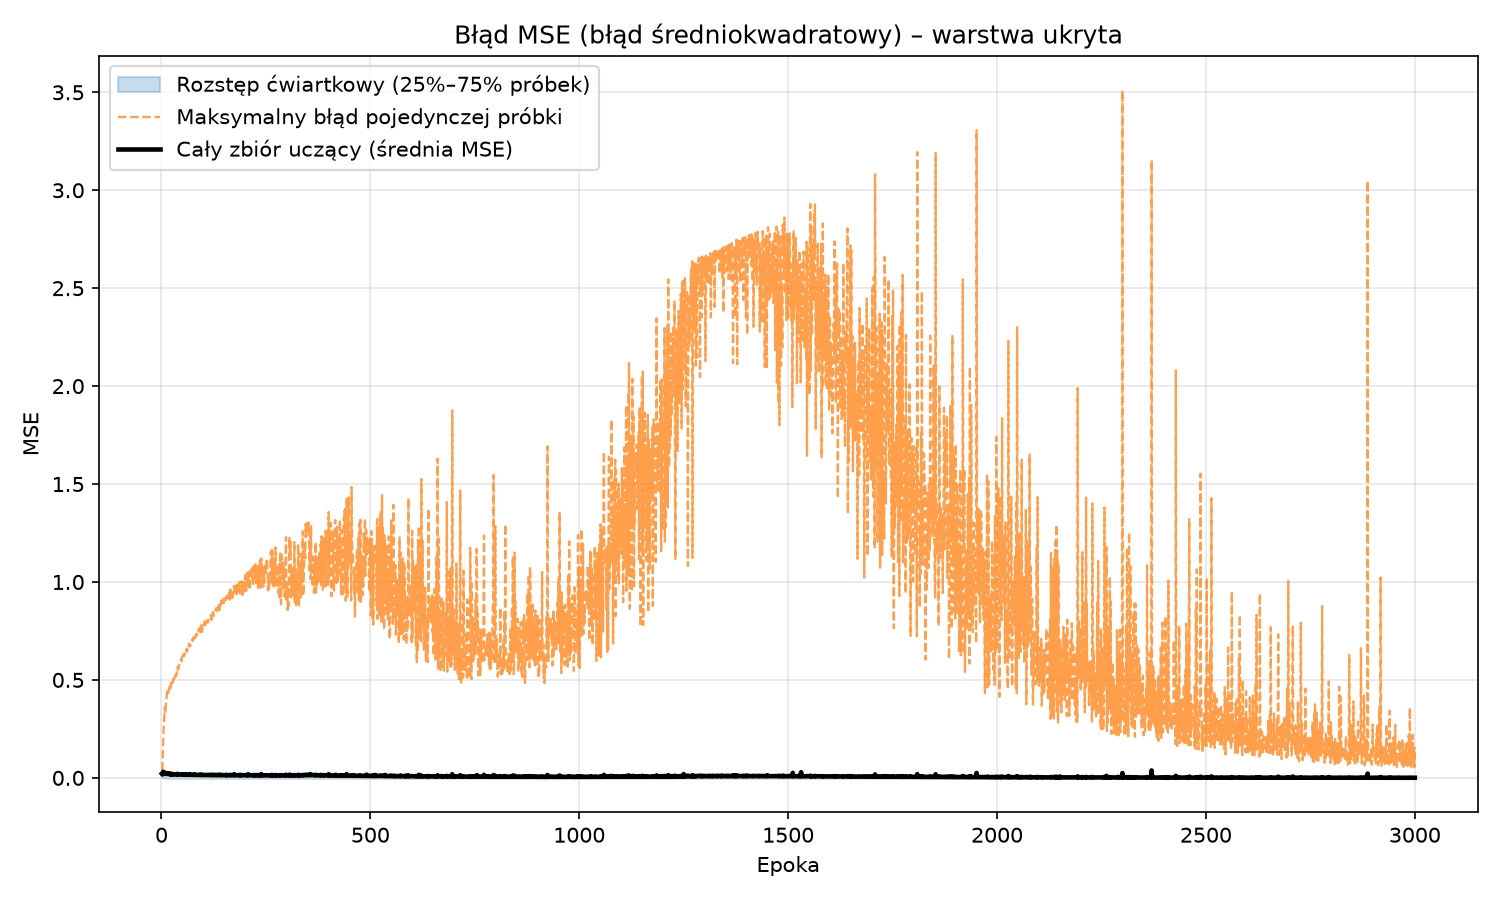 Błąd MSE (błąd średniokwadratowy) – warstwa ukryta
Rozstęp ćwiartkowy (25%–75% próbek)
Maksymalny błąd pojedynczej próbki
Cały zbiór uczący (średnia MSE)
3.5
3.0
2.5
2.0
1.5
1.0
0.5
0.0
MSE
0 500 1000 1500 2000 2500 3000
Epoka